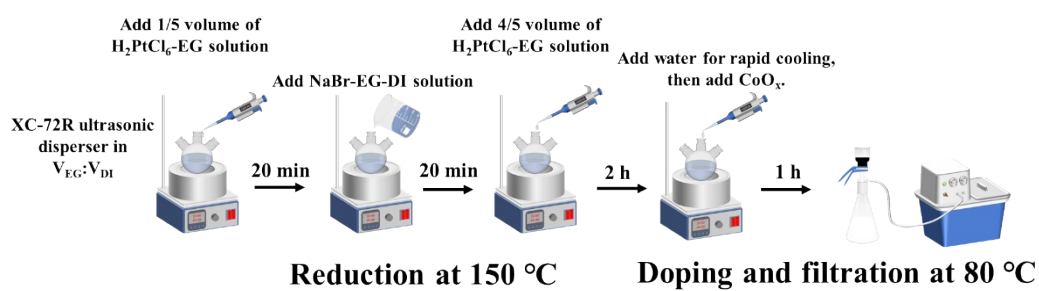 Add 1/5 volume of
H₂PtCl₆-EG solution
Add NaBr-EG-DI solution
Add 4/5 volume of
H₂PtCl₆-EG solution
Add water for rapid cooling,
then add CoOₓ.
XC-72R ultrasonic
disperser in
V_EG:V_DI
20 min
20 min
2 h
1 h
Reduction at 150 °C
Doping and filtration at 80 °C